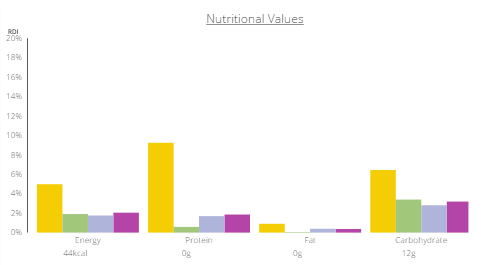 Nutritional Values
RDI
20%
18%
16%
14%
12%
10%
8%
6%
4%
2%
0%
Energy Protein Fat Carbohydrate
44kcal 0g 0g 12g